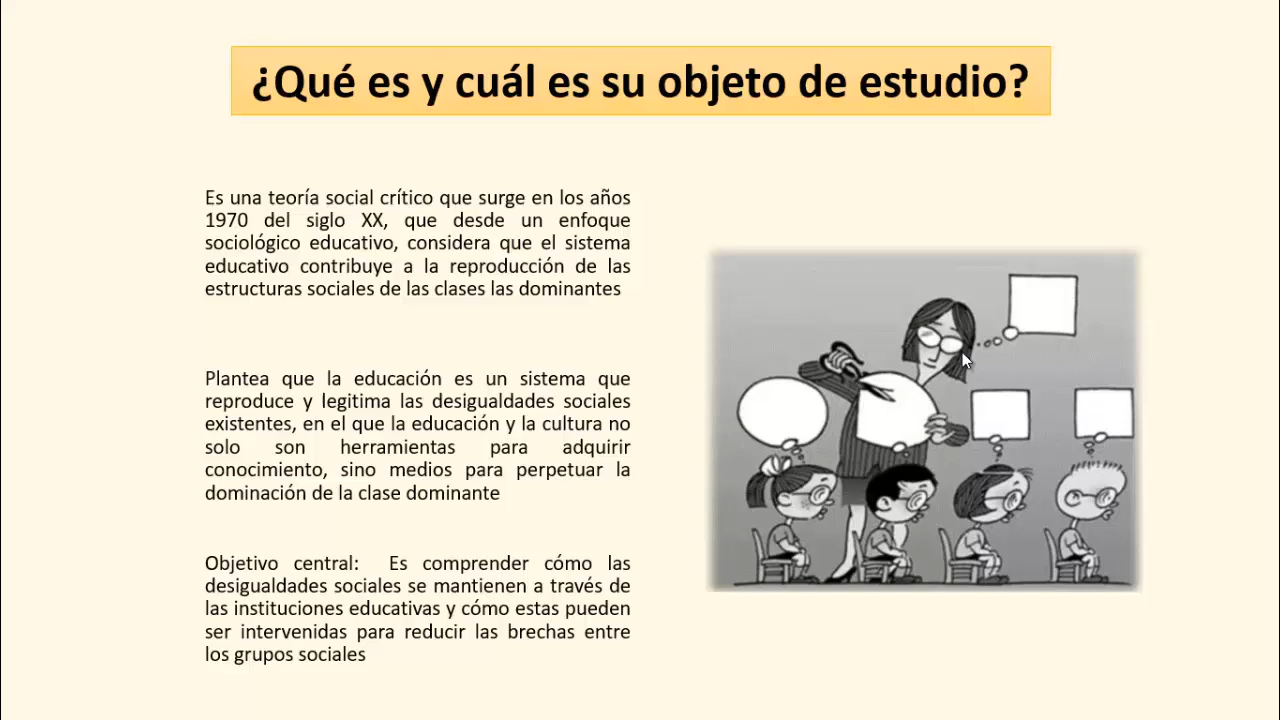 ¿Qué es y cuál es su objeto de estudio?
Es una teoría social crítico que surge en los años
1970 del siglo XX, que desde un enfoque
sociológico educativo, considera que el sistema
educativo contribuye a la reproducción de las
estructuras sociales de las clases las dominantes
Plantea que la educación es un sistema que
reproduce y legitima las desigualdades sociales
existentes, en el que la educación y la cultura no
solo son herramientas para adquirir
conocimiento, sino medios para perpetuar la
dominación de la clase dominante
Objetivo central: Es comprender cómo las
desigualdades sociales se mantienen a través de
las instituciones educativas y cómo estas pueden
ser intervenidas para reducir las brechas entre
los grupos sociales